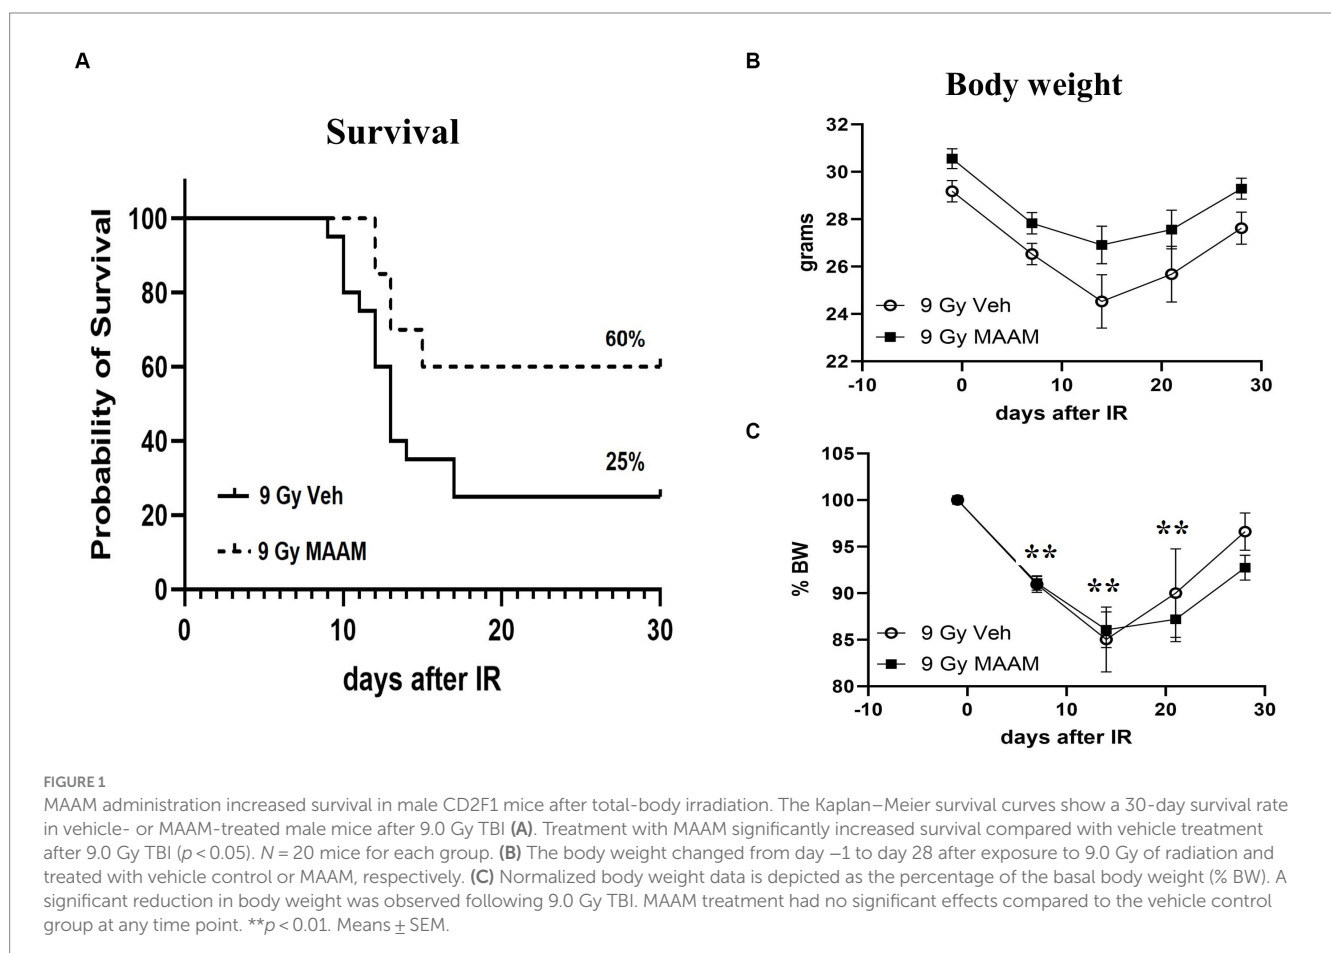 A
Survival
Probability of Survival
100
80
60
40
20
0
60%
25%
9 Gy Veh
9 Gy MAAM
0 10 20 30
days after IR
B
Body weight
grams
32
30
28
26
24
22
9 Gy Veh
9 Gy MAAM
-10 0 10 20 30
days after IR
C
% BW
105
100
95
90
85
80
** ** **
9 Gy Veh
9 Gy MAAM
-10 0 10 20 30
days after IR
FIGURE 1
MAAM administration increased survival in male CD2F1 mice after total-body irradiation. The Kaplan–Meier survival curves show a 30-day survival rate
in vehicle- or MAAM-treated male mice after 9.0 Gy TBI (A). Treatment with MAAM significantly increased survival compared with vehicle treatment
after 9.0 Gy TBI (p < 0.05). N = 20 mice for each group. (B) The body weight changed from day –1 to day 28 after exposure to 9.0 Gy of radiation and
treated with vehicle control or MAAM, respectively. (C) Normalized body weight data is depicted as the percentage of the basal body weight (% BW). A
significant reduction in body weight was observed following 9.0 Gy TBI. MAAM treatment had no significant effects compared to the vehicle control
group at any time point. **p < 0.01. Means ± SEM.